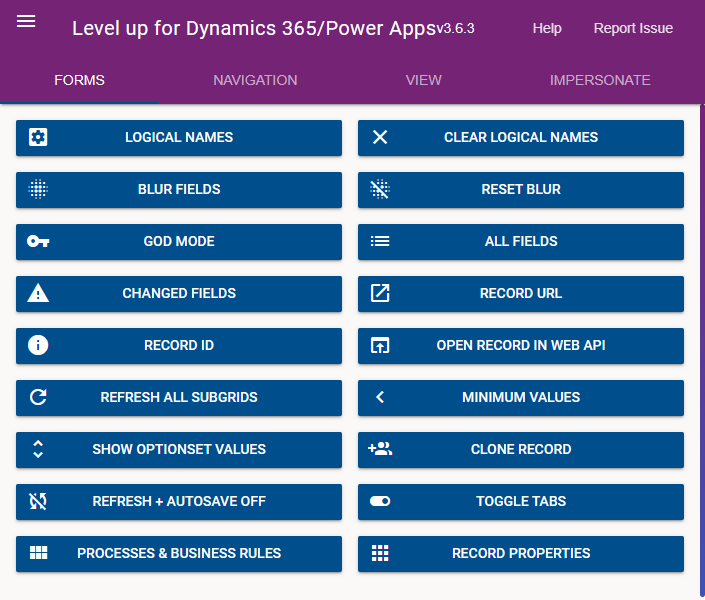 Level up for Dynamics 365/Power Apps v3.6.3 Help Report Issue
FORMS NAVIGATION VIEW IMPERSONATE
LOGICAL NAMES CLEAR LOGICAL NAMES
BLUR FIELDS RESET BLUR
GOD MODE ALL FIELDS
CHANGED FIELDS RECORD URL
RECORD ID OPEN RECORD IN WEB API
REFRESH ALL SUBGRIDS MINIMUM VALUES
SHOW OPTIONSET VALUES CLONE RECORD
REFRESH + AUTOSAVE OFF TOGGLE TABS
PROCESSES & BUSINESS RULES RECORD PROPERTIES